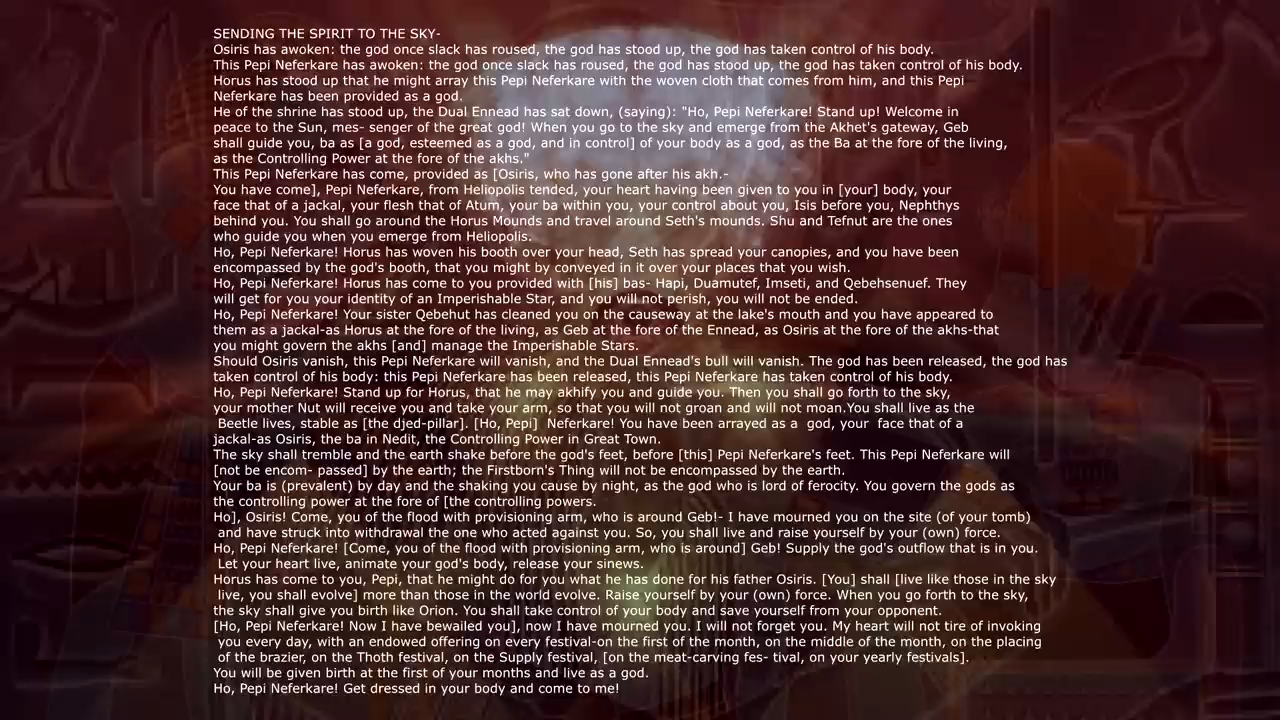 SENDING THE SPIRIT TO THE SKY-
Osiris has awoken: the god once slack has roused, the god has stood up, the god has taken control of his body.
This Pepi Neferkare has awoken: the god once slack has roused, the god has stood up, the god has taken control of his body.
Horus has stood up that he might array this Pepi Neferkare with the woven cloth that comes from him, and this Pepi
Neferkare has been provided as a god.
He of the shrine has stood up, the Dual Ennead has sat down, (saying): "Ho, Pepi Neferkare! Stand up! Welcome in
peace to the Sun, mes- senger of the great god! When you go to the sky and emerge from the Akhet's gateway, Geb
shall guide you, ba as [a god, esteemed as a god, and in control] of your body as a god, as the Ba at the fore of the living,
as the Controlling Power at the fore of the akhs."
This Pepi Neferkare has come, provided as [Osiris, who has gone after his akh.-
You have come], Pepi Neferkare, from Heliopolis tended, your heart having been given to you in [your] body, your
face that of a jackal, your flesh that of Atum, your ba within you, your control about you, Isis before you, Nephthys
behind you. You shall go around the Horus Mounds and travel around Seth's mounds. Shu and Tefnut are the ones
who guide you when you emerge from Heliopolis.
Ho, Pepi Neferkare! Horus has woven his booth over your head, Seth has spread your canopies, and you have been
encompassed by the god's booth, that you might by conveyed in it over your places that you wish.
Ho, Pepi Neferkare! Horus has come to you provided with [his] bas- Hapi, Duamutef, Imseti, and Qebehsenuef. They
will get for you your identity of an Imperishable Star, and you will not perish, you will not be ended.
Ho, Pepi Neferkare! Your sister Qebehut has cleaned you on the causeway at the lake's mouth and you have appeared to
them as a jackal-as Horus at the fore of the living, as Geb at the fore of the Ennead, as Osiris at the fore of the akhs-that
you might govern the akhs [and] manage the Imperishable Stars.
Should Osiris vanish, this Pepi Neferkare will vanish, and the Dual Ennead's bull will vanish. The god has been released, the god has
taken control of his body: this Pepi Neferkare has been released, this Pepi Neferkare has taken control of his body.
Ho, Pepi Neferkare! Stand up for Horus, that he may akhify you and guide you. Then you shall go forth to the sky,
your mother Nut will receive you and take your arm, so that you will not groan and will not moan.You shall live as the
Beetle lives, stable as [the djed-pillar]. [Ho, Pepi] Neferkare! You have been arrayed as a god, your face that of a
jackal-as Osiris, the ba in Nedit, the Controlling Power in Great Town.
The sky shall tremble and the earth shake before the god's feet, before [this] Pepi Neferkare's feet. This Pepi Neferkare will
[not be encom- passed] by the earth; the Firstborn's Thing will not be encompassed by the earth.
Your ba is (prevalent) by day and the shaking you cause by night, as the god who is lord of ferocity. You govern the gods as
the controlling power at the fore of [the controlling powers.
Ho], Osiris! Come, you of the flood with provisioning arm, who is around Geb!- I have mourned you on the site (of your tomb)
and have struck into withdrawal the one who acted against you. So, you shall live and raise yourself by your (own) force.
Ho, Pepi Neferkare! [Come, you of the flood with provisioning arm, who is around] Geb! Supply the god's outflow that is in you.
Let your heart live, animate your god's body, release your sinews.
Horus has come to you, Pepi, that he might do for you what he has done for his father Osiris. [You] shall [live like those in the sky
live, you shall evolve] more than those in the world evolve. Raise yourself by your (own) force. When you go forth to the sky,
the sky shall give you birth like Orion. You shall take control of your body and save yourself from your opponent.
[Ho, Pepi Neferkare! Now I have bewailed you], now I have mourned you. I will not forget you. My heart will not tire of invoking
you every day, with an endowed offering on every festival-on the first of the month, on the middle of the month, on the placing
of the brazier, on the Thoth festival, on the Supply festival, [on the meat-carving fes- tival, on your yearly festivals].
You will be given birth at the first of your months and live as a god.
Ho, Pepi Neferkare! Get dressed in your body and come to me!